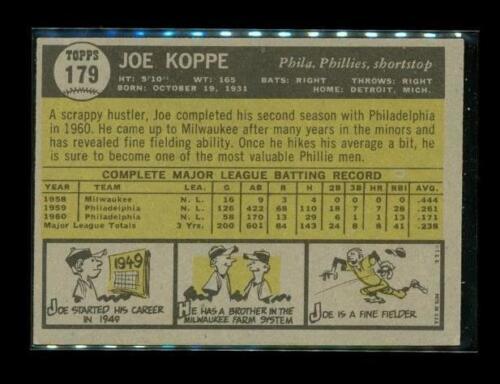 TOPPS
179
JOE KOPPE
Phila. Phillies, shortstop
HT: 5'10" WT: 165 BATS: RIGHT THROWS: RIGHT
BORN: OCTOBER 19, 1931 HOME: DETROIT, MICH.
A scrappy hustler, Joe completed his second season with Philadelphia
in 1960. He came up to Milwaukee after many years in the minors and
has revealed fine fielding ability. Once he hikes his average a bit, he
is sure to become one of the most valuable Phillie men.
COMPLETE MAJOR LEAGUE BATTING RECORD
YEAR TEAM LEA. G AB R H 2B 3B HR RBI AVG.
1958 Milwaukee N. L. 16 9 3 4 0 0 0 0 .444
1959 Philadelphia N. L. 126 422 68 110 18 7 7 28 .261
1960 Philadelphia N. L. 58 170 13 29 6 1 1 13 .171
Major League Totals 3 Yrs. 200 601 84 143 24 8 8 41 .238
1949
JOE STARTED HIS CAREER
IN 1949
HE HAS A BROTHER IN THE
MILWAUKEE FARM SYSTEM
JOE IS A FINE FIELDER